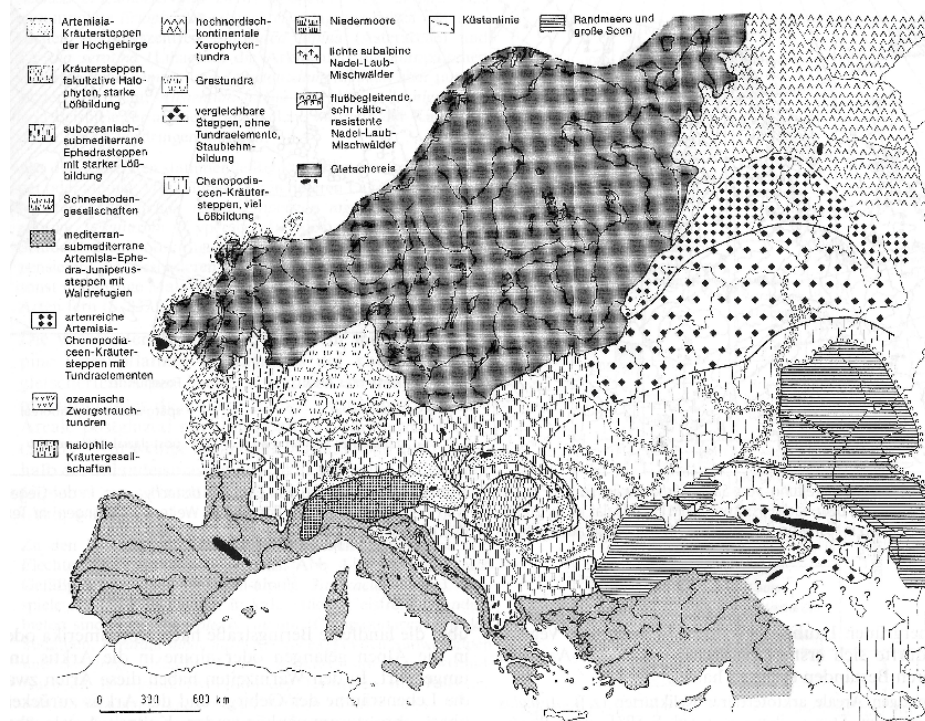 Artemisia-
Kräutersteppen
der Hochgebirge
Kräutersteppen,
fakultative Halo-
phyten, starke
Lößbildung
subozeanisch-
submediterrane
Ephedrasteppen
mit starker Löß-
bildung
Schneeboden-
gesellschaften
mediterran-
submediterrane
Artemisia-Ephe-
dra-Juniperus-
steppen mit
Waldrefugien
artenreiche
Artemisia-
Chenopodia-
ceen-Kräuter-
steppen mit
Tundraelementen
ozeanische
Zwergstrauch-
tundren
halophile
Kräutergesell-
schaften
hochnordisch-
kontinentale
Xerophyten-
tundra
Grastundra
vergleichbare
Steppen, ohne
Tundraelemente,
Staublehm-
bildung
Chenopodia-
ceen-Kräuter-
steppen, viel
Lößbildung
Niedermoore
lichte subalpine
Nadel-Laub-
Mischwälder
flußbegleitende,
sehr kälte-
resistente
Nadel-Laub-
Mischwälder
Gletschereis
Küstenlinie
Randmeere und
große Seen
? ? ? ? ?
0 300 600 km